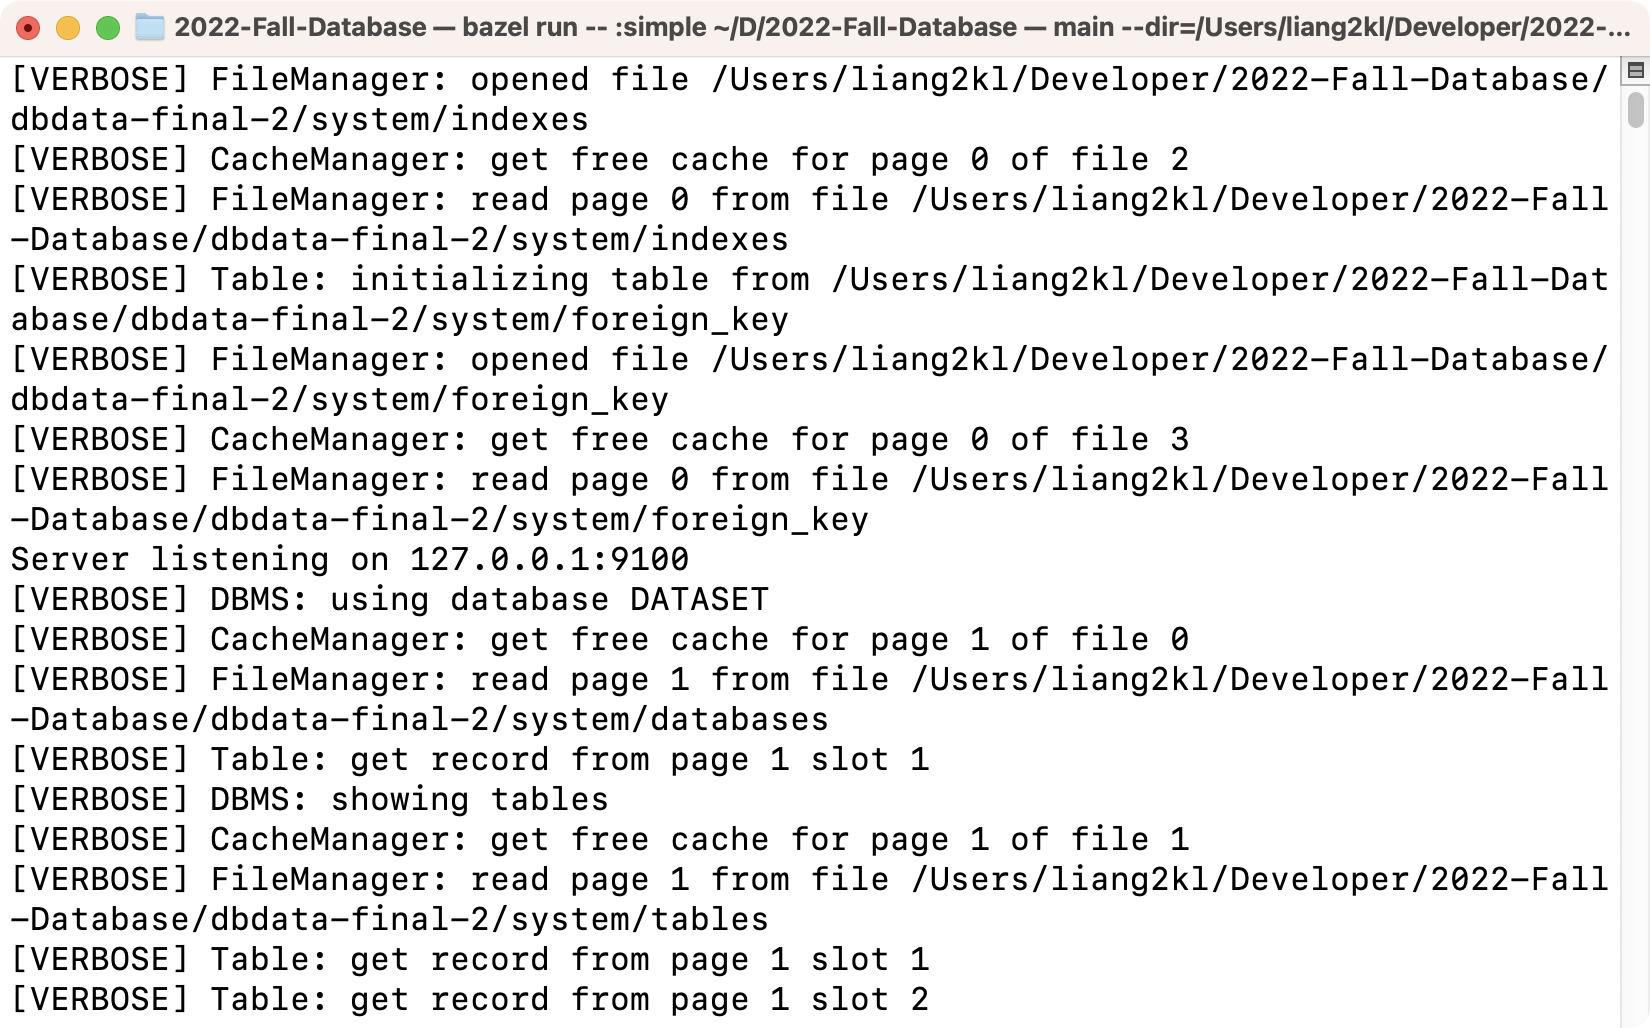 2022-Fall-Database — bazel run -- :simple ~/D/2022-Fall-Database — main --dir=/Users/liang2kl/Developer/2022-...
[VERBOSE] FileManager: opened file /Users/liang2kl/Developer/2022-Fall-Database/
dbdata-final-2/system/indexes
[VERBOSE] CacheManager: get free cache for page 0 of file 2
[VERBOSE] FileManager: read page 0 from file /Users/liang2kl/Developer/2022-Fall
-Database/dbdata-final-2/system/indexes
[VERBOSE] Table: initializing table from /Users/liang2kl/Developer/2022-Fall-Dat
abase/dbdata-final-2/system/foreign_key
[VERBOSE] FileManager: opened file /Users/liang2kl/Developer/2022-Fall-Database/
dbdata-final-2/system/foreign_key
[VERBOSE] CacheManager: get free cache for page 0 of file 3
[VERBOSE] FileManager: read page 0 from file /Users/liang2kl/Developer/2022-Fall
-Database/dbdata-final-2/system/foreign_key
Server listening on 127.0.0.1:9100
[VERBOSE] DBMS: using database DATASET
[VERBOSE] CacheManager: get free cache for page 1 of file 0
[VERBOSE] FileManager: read page 1 from file /Users/liang2kl/Developer/2022-Fall
-Database/dbdata-final-2/system/databases
[VERBOSE] Table: get record from page 1 slot 1
[VERBOSE] DBMS: showing tables
[VERBOSE] CacheManager: get free cache for page 1 of file 1
[VERBOSE] FileManager: read page 1 from file /Users/liang2kl/Developer/2022-Fall
-Database/dbdata-final-2/system/tables
[VERBOSE] Table: get record from page 1 slot 1
[VERBOSE] Table: get record from page 1 slot 2